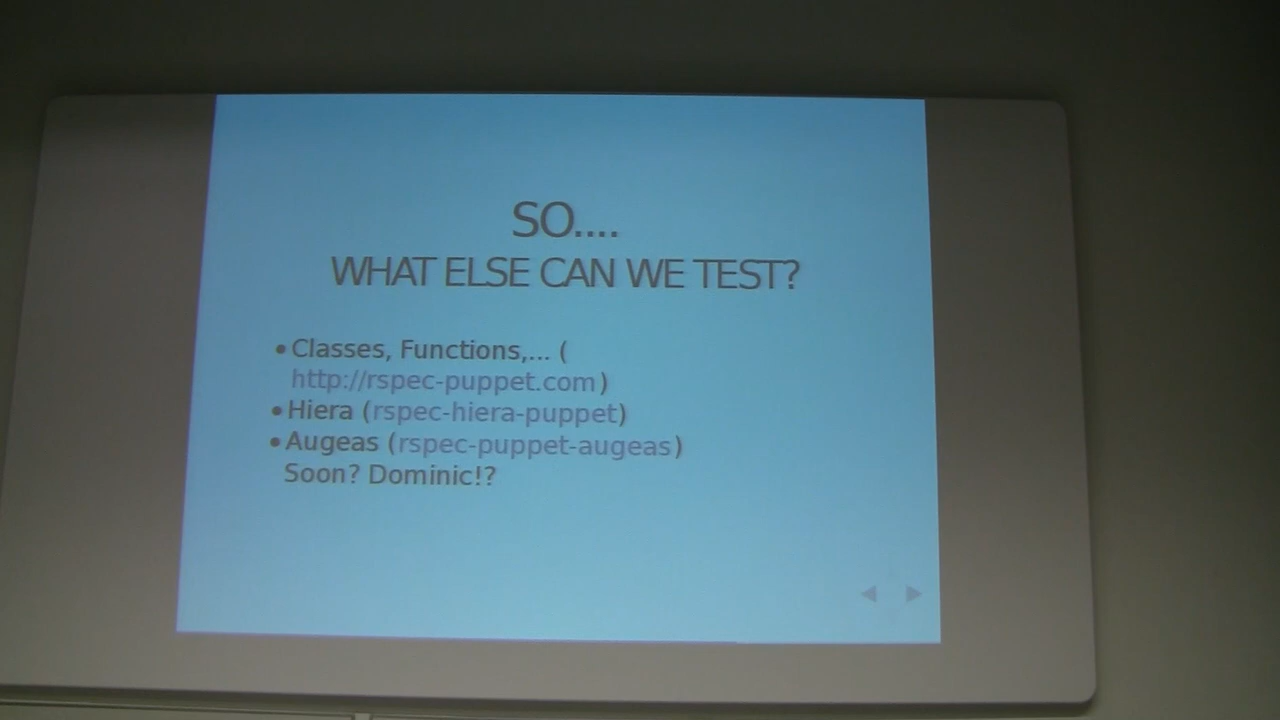 SO....
WHAT ELSE CAN WE TEST?
•Classes, Functions,... (
http://rspec-puppet.com)
•Hiera (rspec-hiera-puppet)
•Augeas (rspec-puppet-augeas)
Soon? Dominic!?